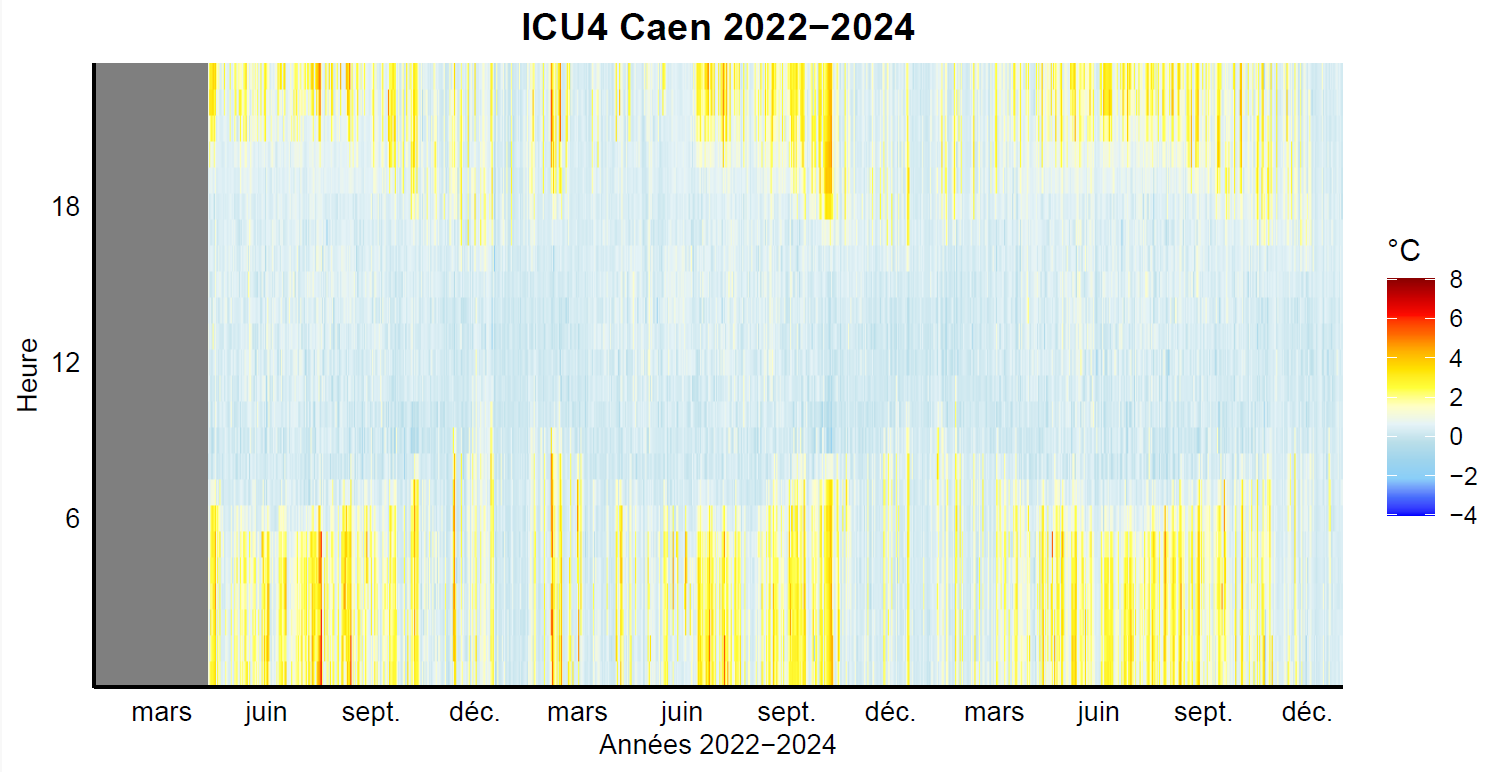 ICU4 Caen 2022−2024
Heure
18
12
6
mars juin sept. déc. mars juin sept. déc. mars juin sept. déc.
Années 2022−2024
°C
8
6
4
2
0
−2
−4